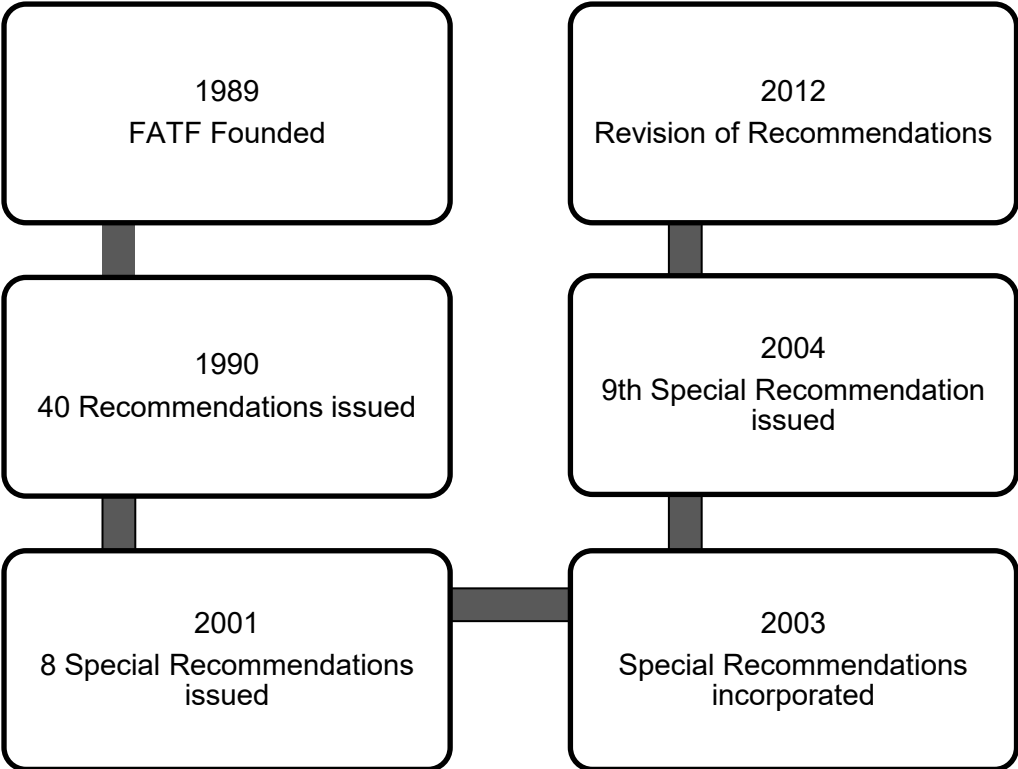 1989
FATF Founded
1990
40 Recommendations issued
2001
8 Special Recommendations
issued
2003
Special Recommendations
incorporated
2004
9th Special Recommendation
issued
2012
Revision of Recommendations